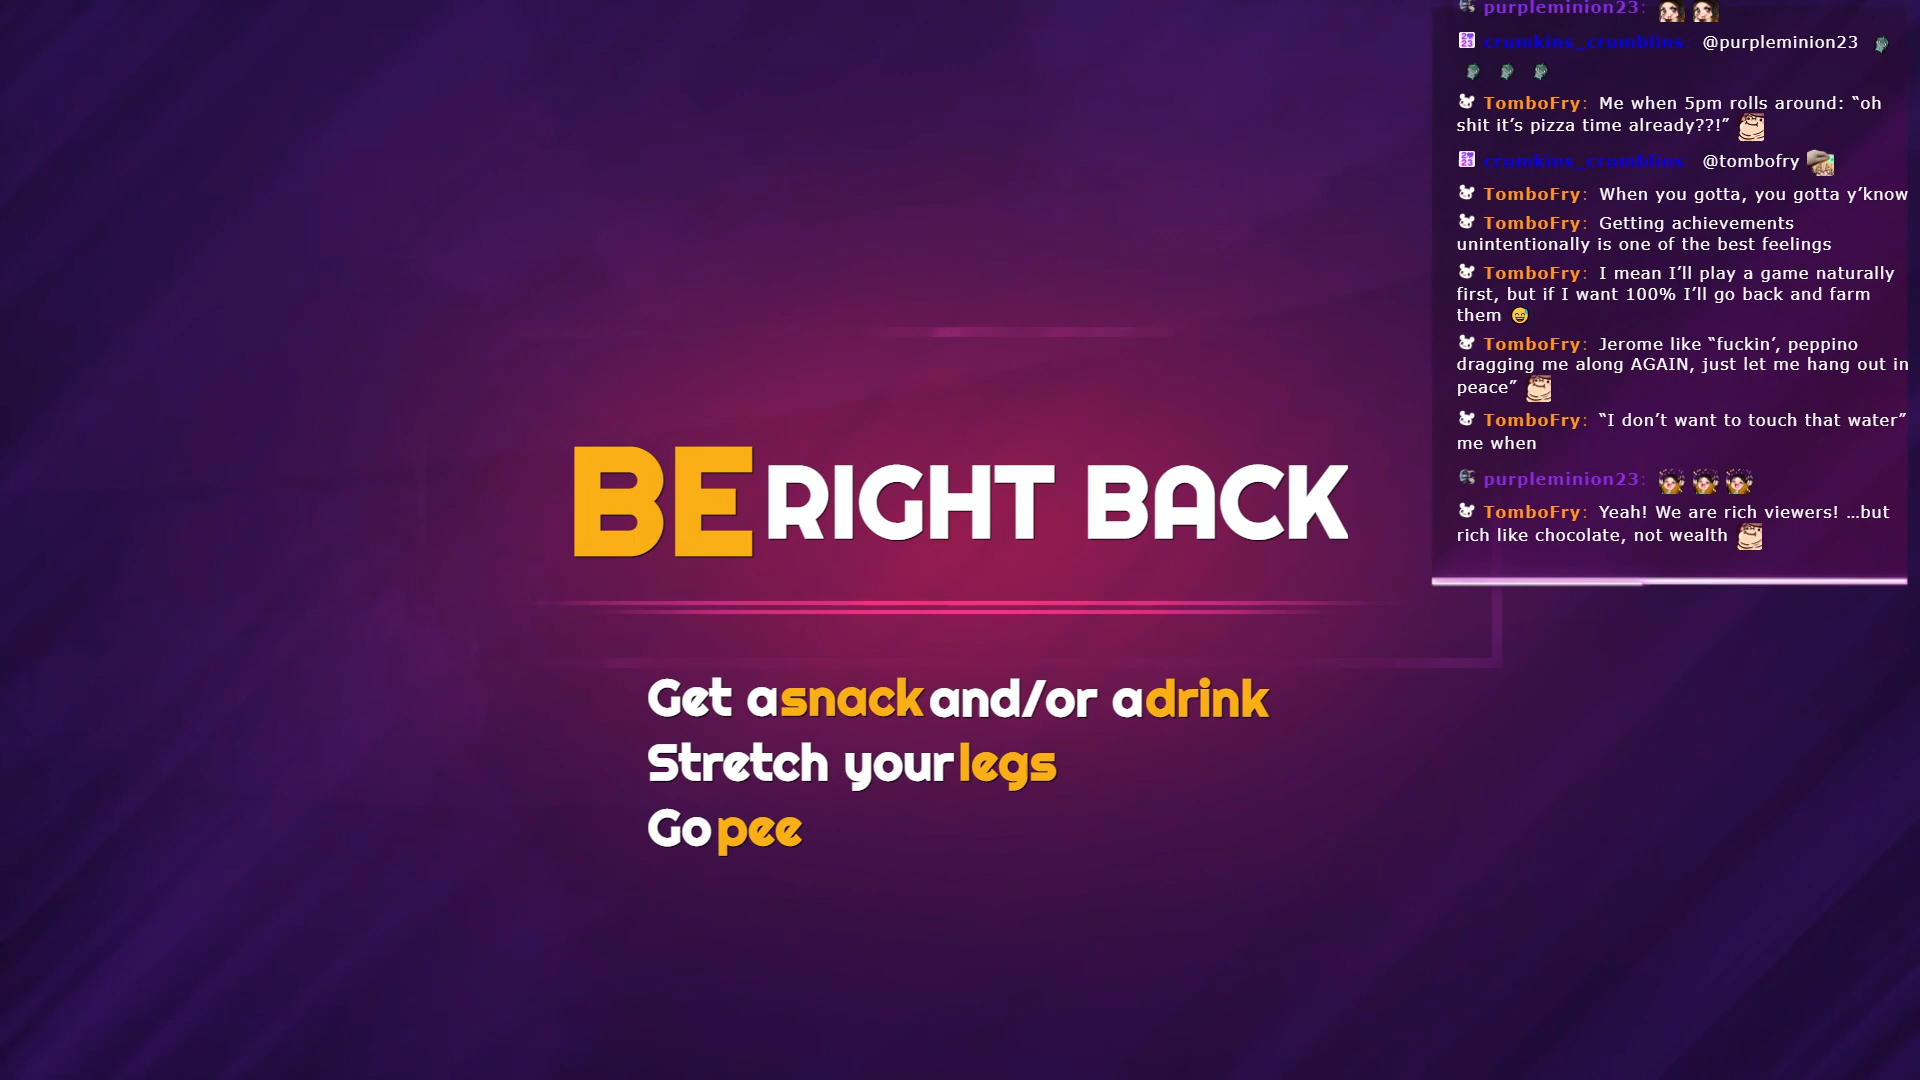 BE RIGHT BACK
Get a snack and/or a drink
Stretch your legs
Go pee
purpleminion23:
crumkins_crumblins: @purpleminion23
TomboFry: Me when 5pm rolls around: “oh
shit it’s pizza time already??!”
crumkins_crumblins: @tombofry
TomboFry: When you gotta, you gotta y’know
TomboFry: Getting achievements
unintentionally is one of the best feelings
TomboFry: I mean I’ll play a game naturally
first, but if I want 100% I’ll go back and farm
them 😅
TomboFry: Jerome like “fuckin’, peppino
dragging me along AGAIN, just let me hang out in
peace”
TomboFry: “I don’t want to touch that water”
me when
purpleminion23:
TomboFry: Yeah! We are rich viewers! …but
rich like chocolate, not wealth